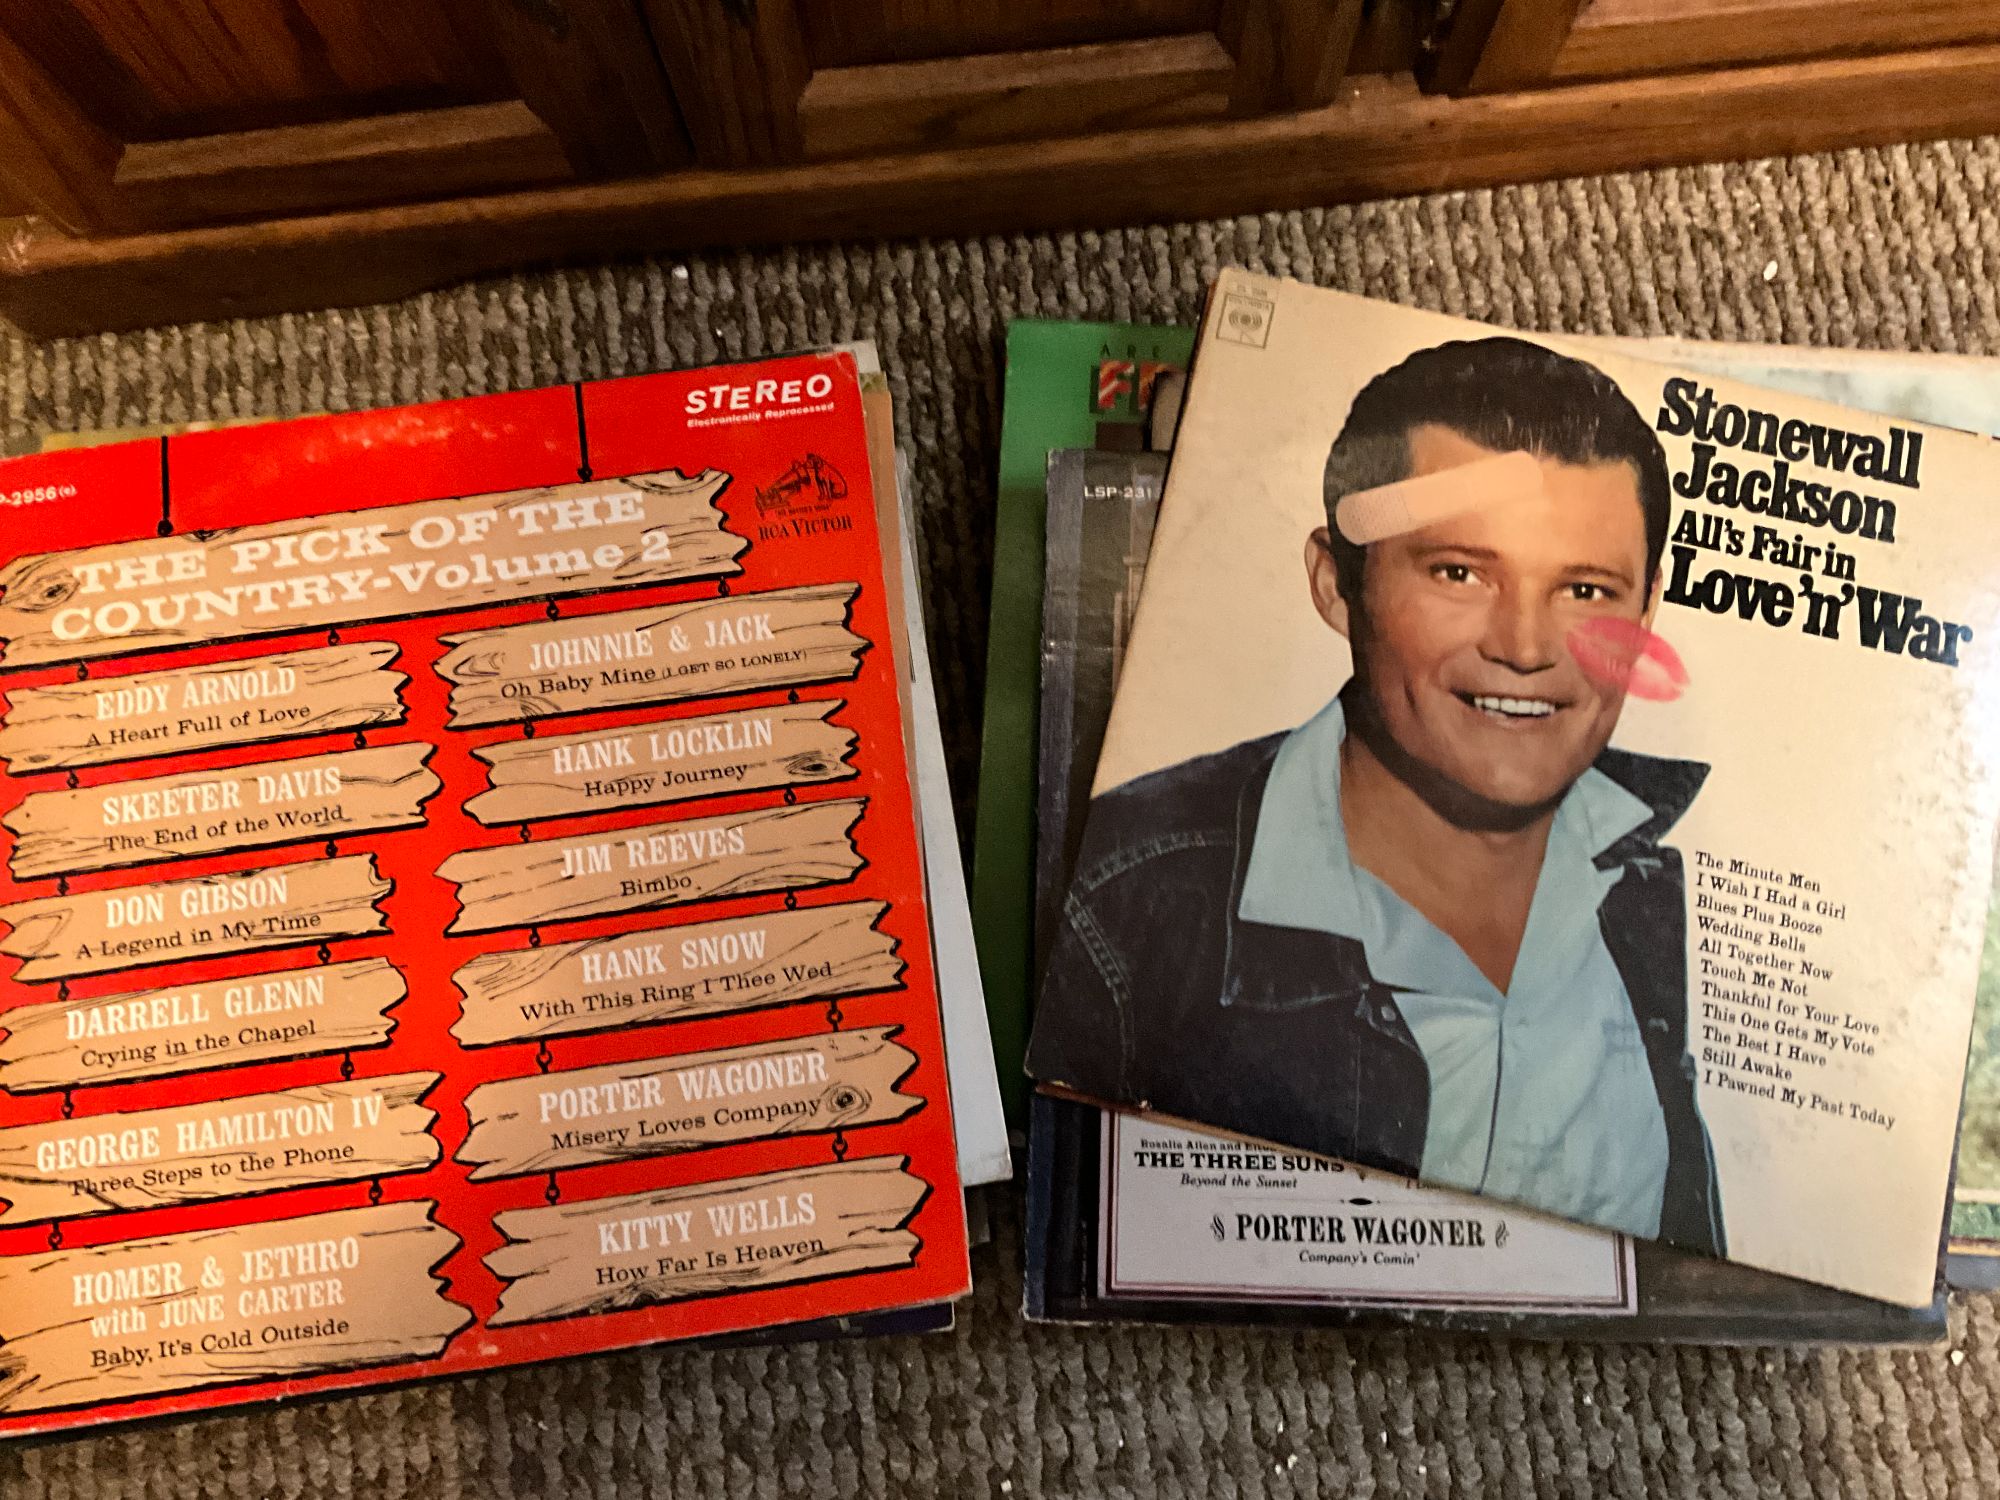 STEREO
Electronically Reprocessed
P-2956(e)
RCA VICTOR
THE PICK OF THE
COUNTRY-Volume 2
EDDY ARNOLD
A Heart Full of Love
SKEETER DAVIS
The End of the World
DON GIBSON
A Legend in My Time
DARRELL GLENN
Crying in the Chapel
GEORGE HAMILTON IV
Three Steps to the Phone
HOMER & JETHRO
with JUNE CARTER
Baby, It's Cold Outside
JOHNNIE & JACK
Oh Baby Mine (I GET SO LONELY)
HANK LOCKLIN
Happy Journey
JIM REEVES
Bimbo
HANK SNOW
With This Ring I Thee Wed
PORTER WAGONER
Misery Loves Company
KITTY WELLS
How Far Is Heaven
ARE
LSP-231
Stonewall
Jackson
All's Fair in
Love 'n' War
The Minute Men
I Wish I Had a Girl
Blues Plus Booze
Wedding Bells
All Together Now
Touch Me Not
Thankful for Your Love
This One Gets My Vote
The Best I Have
Still Awake
I Pawned My Past Today
Rosalie Allen and
THE THREE SUNS
Beyond the Sunset
PORTER WAGONER
Company's Comin'